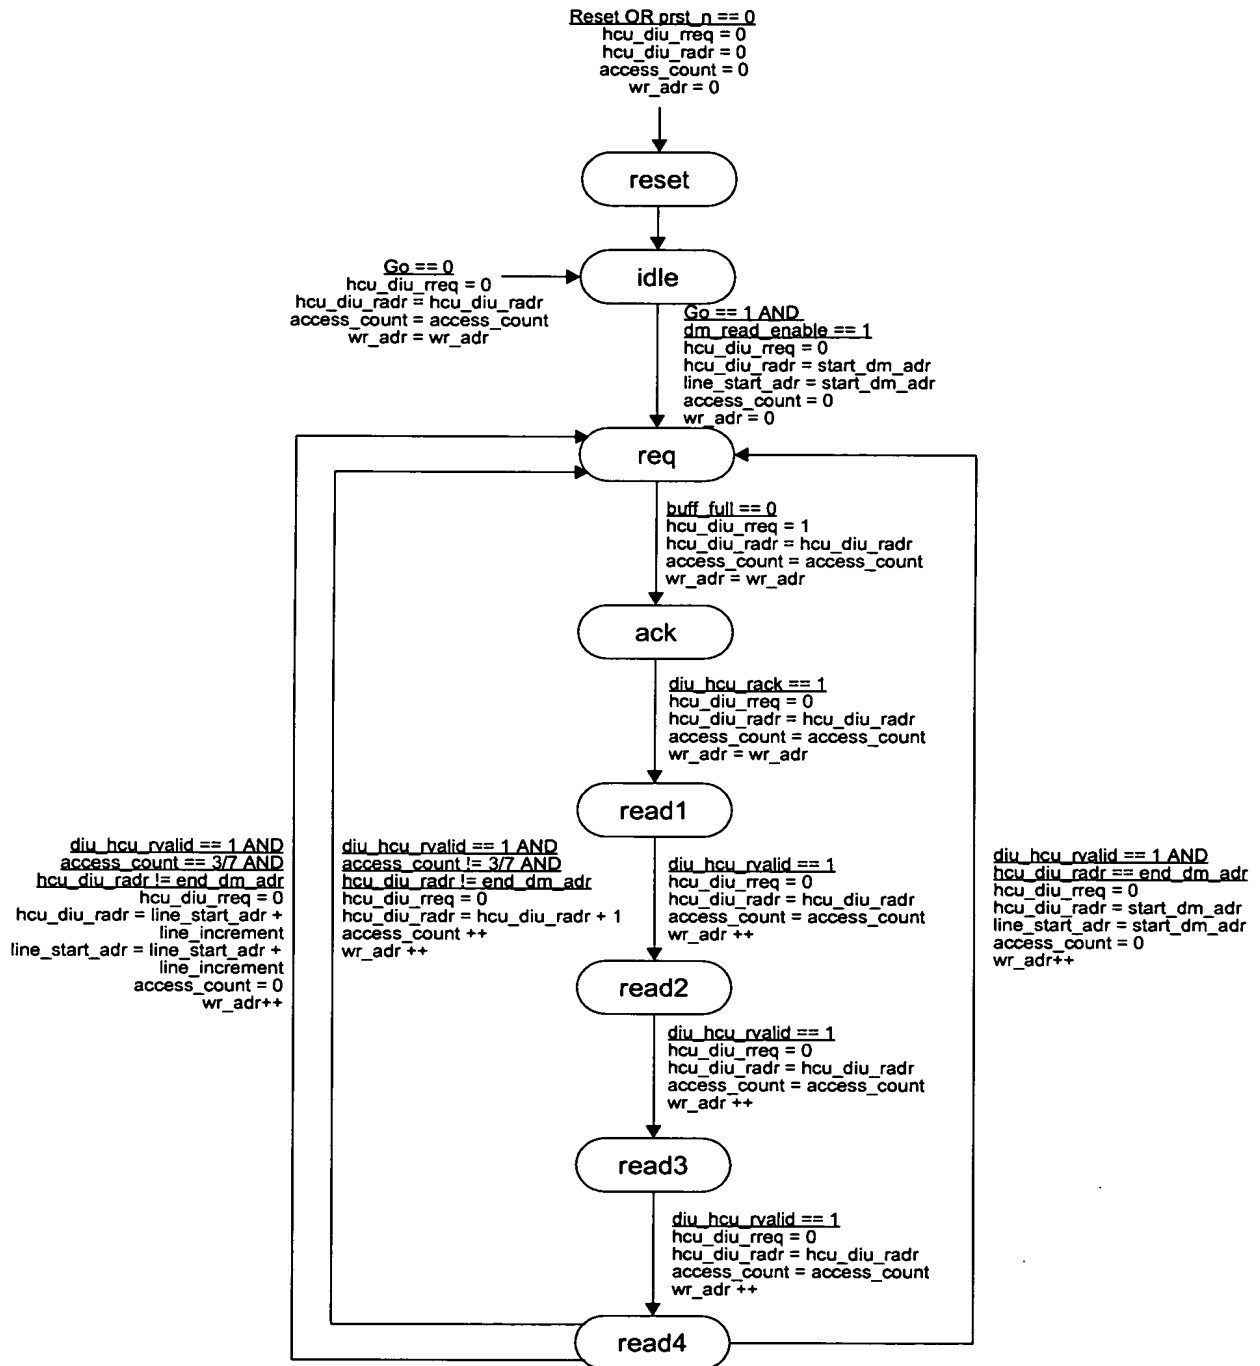 Reset OR prst_n == 0
hcu_diu_rreq = 0
hcu_diu_radr = 0
access_count = 0
wr_adr = 0
reset
idle
Go == 0
hcu_diu_rreq = 0
hcu_diu_radr = hcu_diu_radr
access_count = access_count
wr_adr = wr_adr
Go == 1 AND
dm_read_enable == 1
hcu_diu_rreq = 0
hcu_diu_radr = start_dm_adr
line_start_adr = start_dm_adr
access_count = 0
wr_adr = 0
req
buff_full == 0
hcu_diu_rreq = 1
hcu_diu_radr = hcu_diu_radr
access_count = access_count
wr_adr = wr_adr
ack
diu_hcu_rack == 1
hcu_diu_rreq = 0
hcu_diu_radr = hcu_diu_radr
access_count = access_count
wr_adr = wr_adr
read1
diu_hcu_rvalid == 1 AND
access_count == 3/7 AND
hcu_diu_radr != end_dm_adr
hcu_diu_rreq = 0
hcu_diu_radr = line_start_adr +
line_increment
line_start_adr = line_start_adr +
line_increment
access_count = 0
wr_adr++
diu_hcu_rvalid == 1 AND
access_count != 3/7 AND
hcu_diu_radr != end_dm_adr
hcu_diu_rreq = 0
hcu_diu_radr = hcu_diu_radr + 1
access_count ++
wr_adr ++
diu_hcu_rvalid == 1
hcu_diu_rreq = 0
hcu_diu_radr = hcu_diu_radr
access_count = access_count
wr_adr ++
diu_hcu_rvalid == 1 AND
hcu_diu_radr == end_dm_adr
hcu_diu_rreq = 0
hcu_diu_radr = start_dm_adr
line_start_adr = start_dm_adr
access_count = 0
wr_adr++
read2
diu_hcu_rvalid == 1
hcu_diu_rreq = 0
hcu_diu_radr = hcu_diu_radr
access_count = access_count
wr_adr ++
read3
diu_hcu_rvalid == 1
hcu_diu_rreq = 0
hcu_diu_radr = hcu_diu_radr
access_count = access_count
wr_adr ++
read4